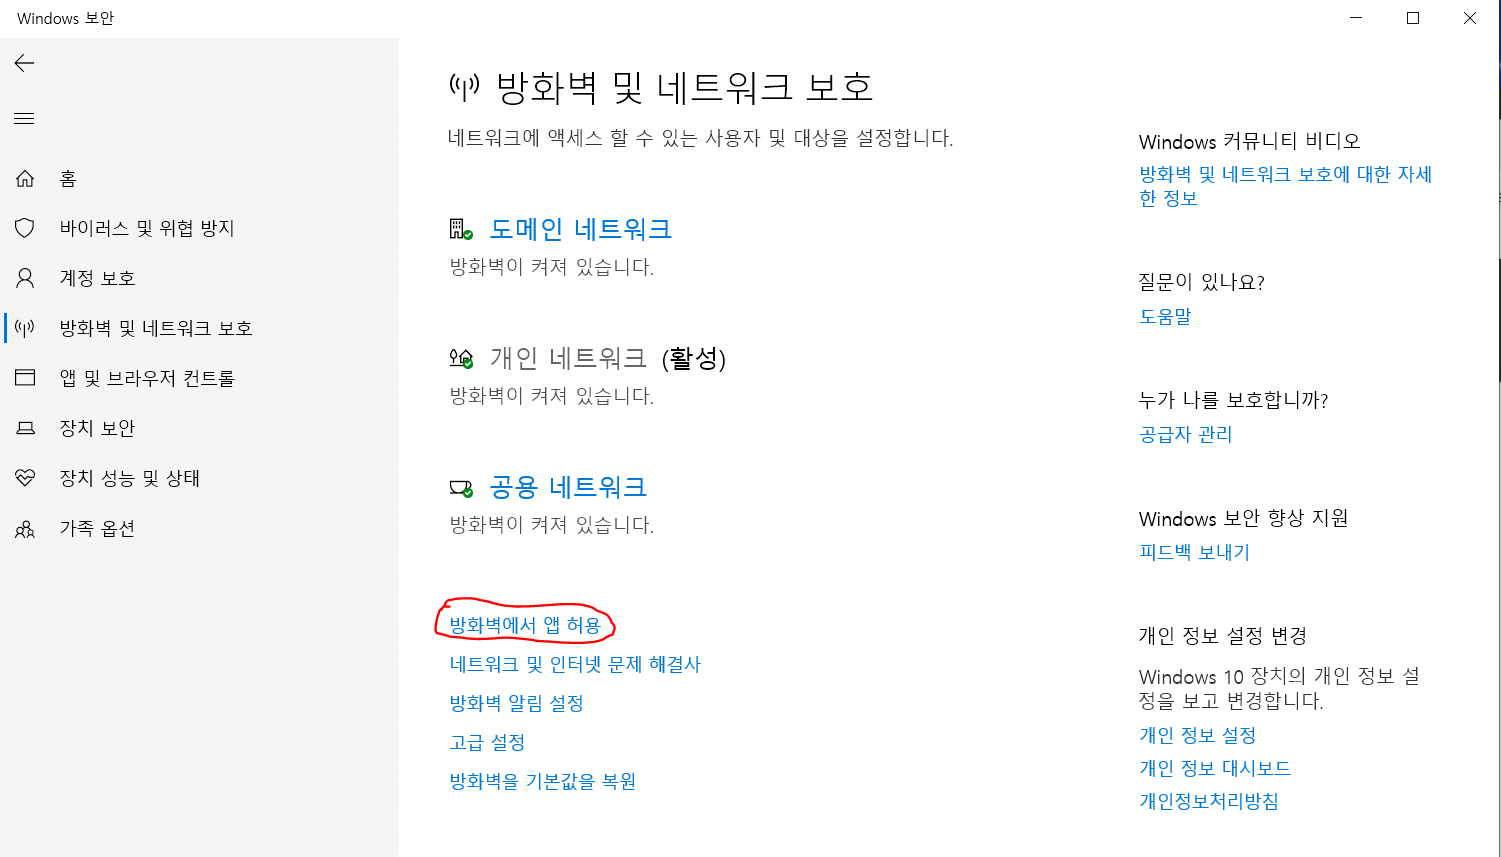 Windows 보안
홈
바이러스 및 위협 방지
계정 보호
방화벽 및 네트워크 보호
앱 및 브라우저 컨트롤
장치 보안
장치 성능 및 상태
가족 옵션
방화벽 및 네트워크 보호
네트워크에 액세스 할 수 있는 사용자 및 대상을 설정합니다.
도메인 네트워크
방화벽이 켜져 있습니다.
개인 네트워크 (활성)
방화벽이 켜져 있습니다.
공용 네트워크
방화벽이 켜져 있습니다.
방화벽에서 앱 허용
네트워크 및 인터넷 문제 해결사
방화벽 알림 설정
고급 설정
방화벽을 기본값을 복원
Windows 커뮤니티 비디오
방화벽 및 네트워크 보호에 대한 자세
한 정보
질문이 있나요?
도움말
누가 나를 보호합니까?
공급자 관리
Windows 보안 향상 지원
피드백 보내기
개인 정보 설정 변경
Windows 10 장치의 개인 정보 설
정을 보고 변경합니다.
개인 정보 설정
개인 정보 대시보드
개인정보처리방침